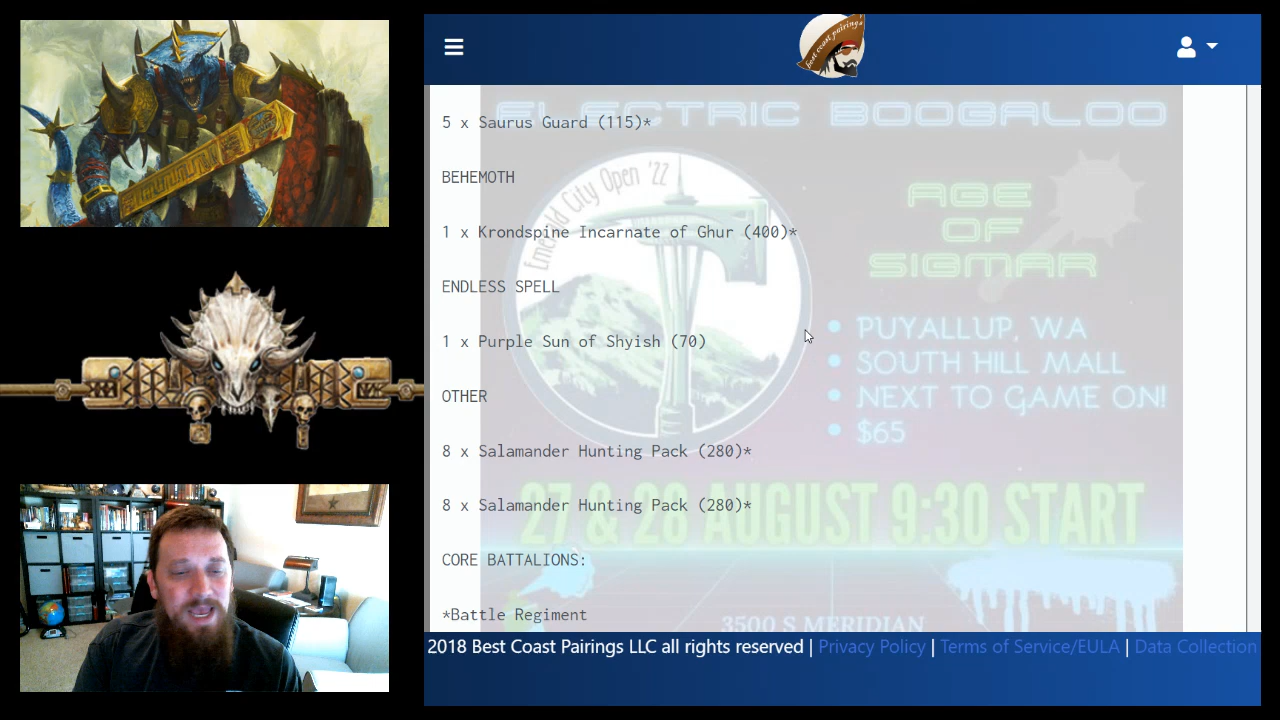 best coast pairings
ELECTRIC BOOGALOO
5 x Saurus Guard (115)*
BEHEMOTH
Emerald City Open '22
AGE
OF
SIGMAR
1 x Krondspine Incarnate of Ghur (400)*
ENDLESS SPELL
1 x Purple Sun of Shyish (70)
OTHER
8 x Salamander Hunting Pack (280)*
8 x Salamander Hunting Pack (280)*
CORE BATTALIONS:
*Battle Regiment
PUYALLUP, WA
SOUTH HILL MALL
NEXT TO GAME ON!
$65
27 & 28 AUGUST 9:30 START
3500 S MERIDIAN
2018 Best Coast Pairings LLC all rights reserved | Privacy Policy | Terms of Service/EULA | Data Collection